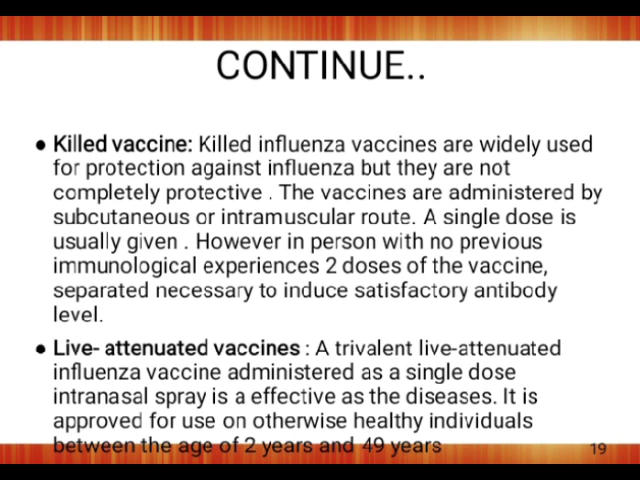 CONTINUE..
● Killed vaccine: Killed influenza vaccines are widely used
for protection against influenza but they are not
completely protective . The vaccines are administered by
subcutaneous or intramuscular route. A single dose is
usually given . However in person with no previous
immunological experiences 2 doses of the vaccine,
separated necessary to induce satisfactory antibody
level.
● Live- attenuated vaccines : A trivalent live-attenuated
influenza vaccine administered as a single dose
intranasal spray is a effective as the diseases. It is
approved for use on otherwise healthy individuals
between the age of 2 years and 49 years
19